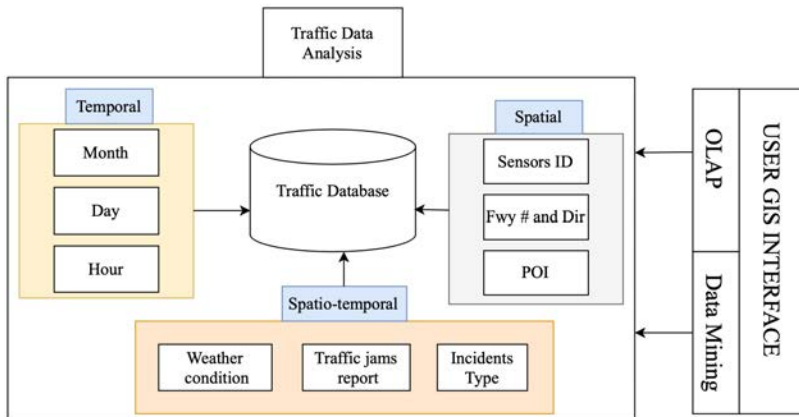 Traffic Data
Analysis
Temporal
Month
Day
Hour
Traffic Database
Spatial
Sensors ID
Fwy # and Dir
POI
Spatio-temporal
Weather
condition
Traffic jams
report
Incidents
Type
OLAP
Data Mining
USER GIS INTERFACE